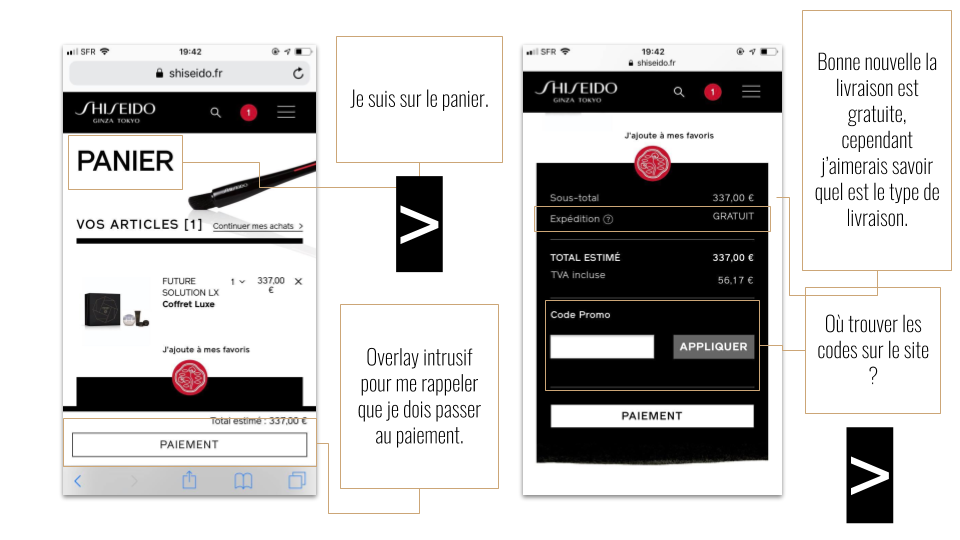 SFR 19:42
shiseido.fr
SHISEIDO
GINZA TOKYO
1
PANIER
SHISEIDO
VOS ARTICLES [1] Continuer mes achats >
FUTURE
SOLUTION LX
Coffret Luxe
1 337,00
€
J'ajoute à mes favoris
Total estimé : 337,00 €
PAIEMENT
Je suis sur le panier.
>
Overlay intrusif
pour me rappeler
que je dois passer
au paiement.
SFR 19:42
shiseido.fr
SHISEIDO
GINZA TOKYO
1
J'ajoute à mes favoris
Sous-total 337,00 €
Expédition ? GRATUIT
TOTAL ESTIMÉ 337,00 €
TVA incluse 56,17 €
Code Promo
APPLIQUER
PAIEMENT
Bonne nouvelle la
livraison est
gratuite,
cependant
j’aimerais savoir
quel est le type de
livraison.
Où trouver les
codes sur le site
?
>